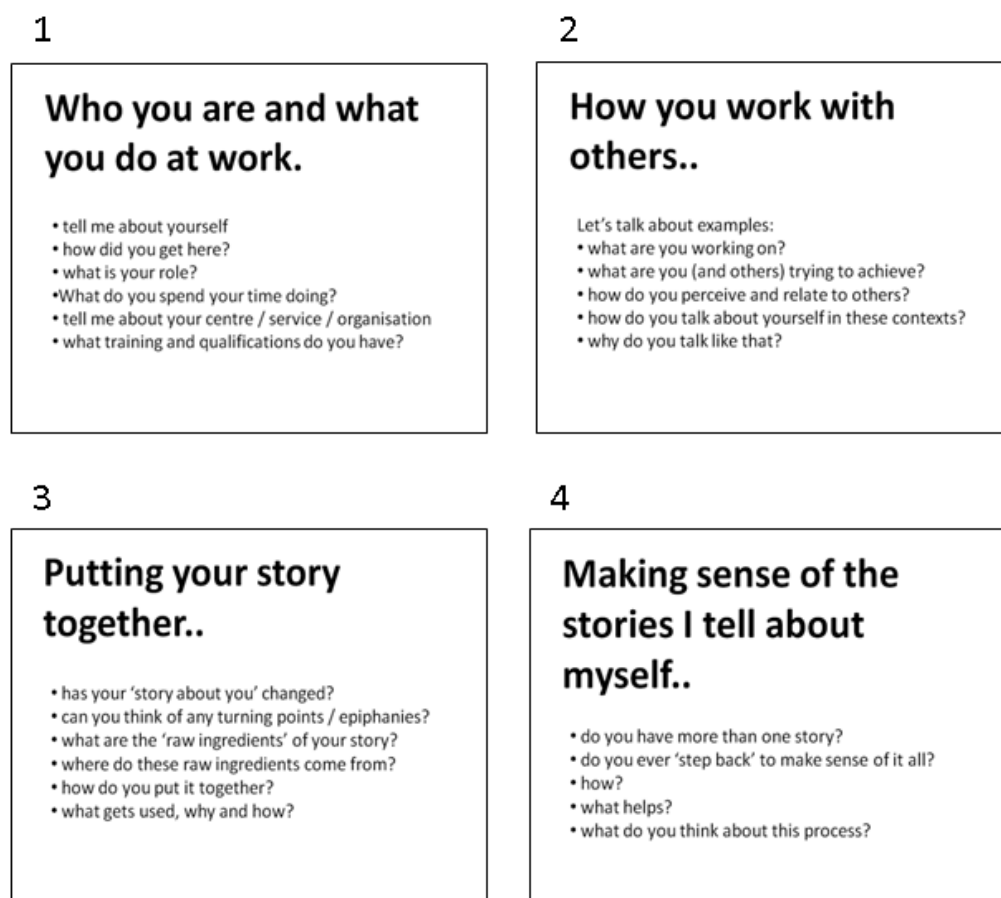 1
Who you are and what
you do at work.
• tell me about yourself
• how did you get here?
• what is your role?
•What do you spend your time doing?
• tell me about your centre / service / organisation
• what training and qualifications do you have?
2
How you work with
others..
Let's talk about examples:
• what are you working on?
• what are you (and others) trying to achieve?
• how do you perceive and relate to others?
• how do you talk about yourself in these contexts?
• why do you talk like that?
3
Putting your story
together..
• has your 'story about you' changed?
• can you think of any turning points / epiphanies?
• what are the 'raw ingredients' of your story?
• where do these raw ingredients come from?
• how do you put it together?
• what gets used, why and how?
4
Making sense of the
stories I tell about
myself..
• do you have more than one story?
• do you ever 'step back' to make sense of it all?
• how?
• what helps?
• what do you think about this process?